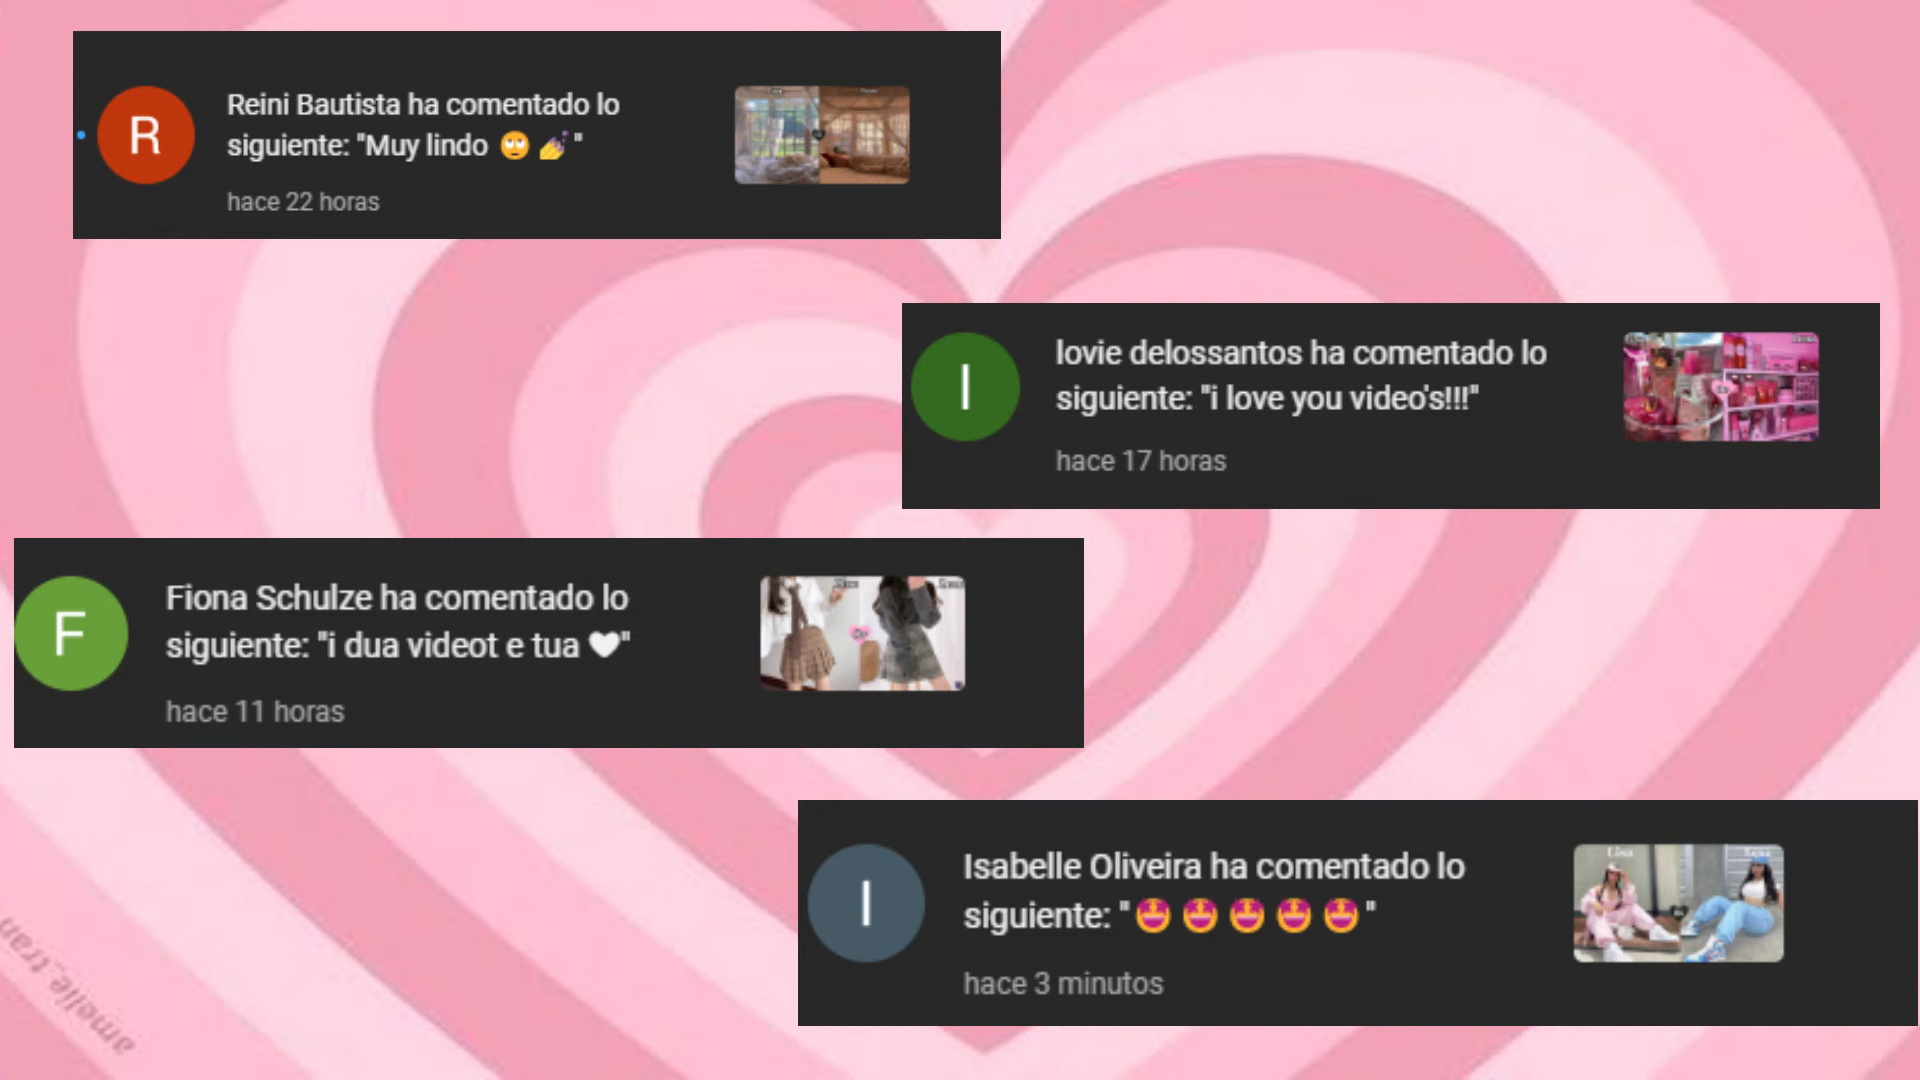 R
Reini Bautista ha comentado lo
siguiente: "Muy lindo 🙄 💅"
hace 22 horas
I
lovie delossantos ha comentado lo
siguiente: "i love you video's!!!"
hace 17 horas
F
Fiona Schulze ha comentado lo
siguiente: "i dua videot e tua 🤍"
hace 11 horas
I
Isabelle Oliveira ha comentado lo
siguiente: "🤩 🤩 🤩 🤩 🤩"
hace 3 minutos
Lisa
amelie_tran